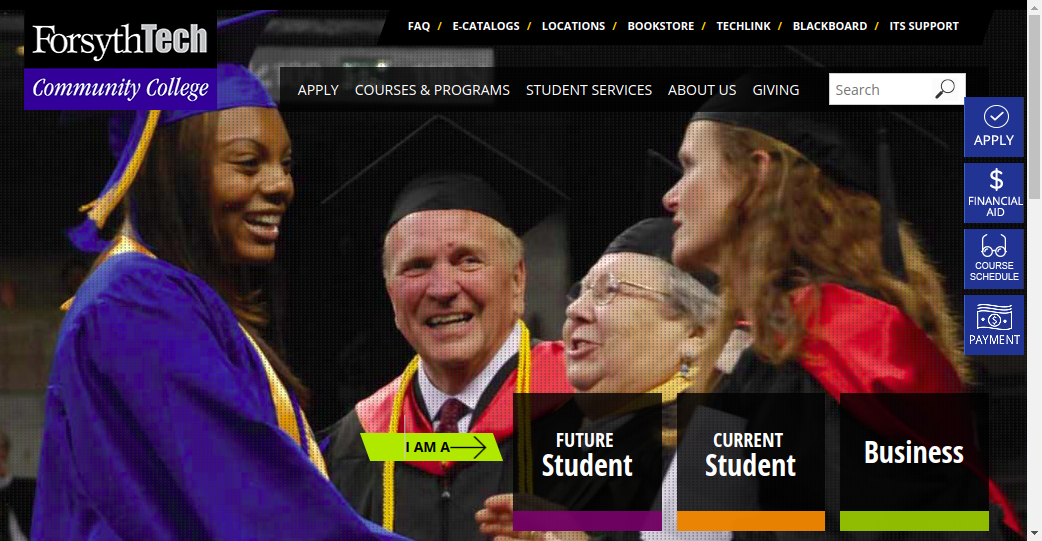 ForsythTech
Community College
FAQ / E-CATALOGS / LOCATIONS / BOOKSTORE / TECHLINK / BLACKBOARD / ITS SUPPORT
APPLY COURSES & PROGRAMS STUDENT SERVICES ABOUT US GIVING Search
APPLY
$
FINANCIAL
AID
COURSE
SCHEDULE
$
PAYMENT
I AM A
FUTURE
Student
CURRENT
Student
Business